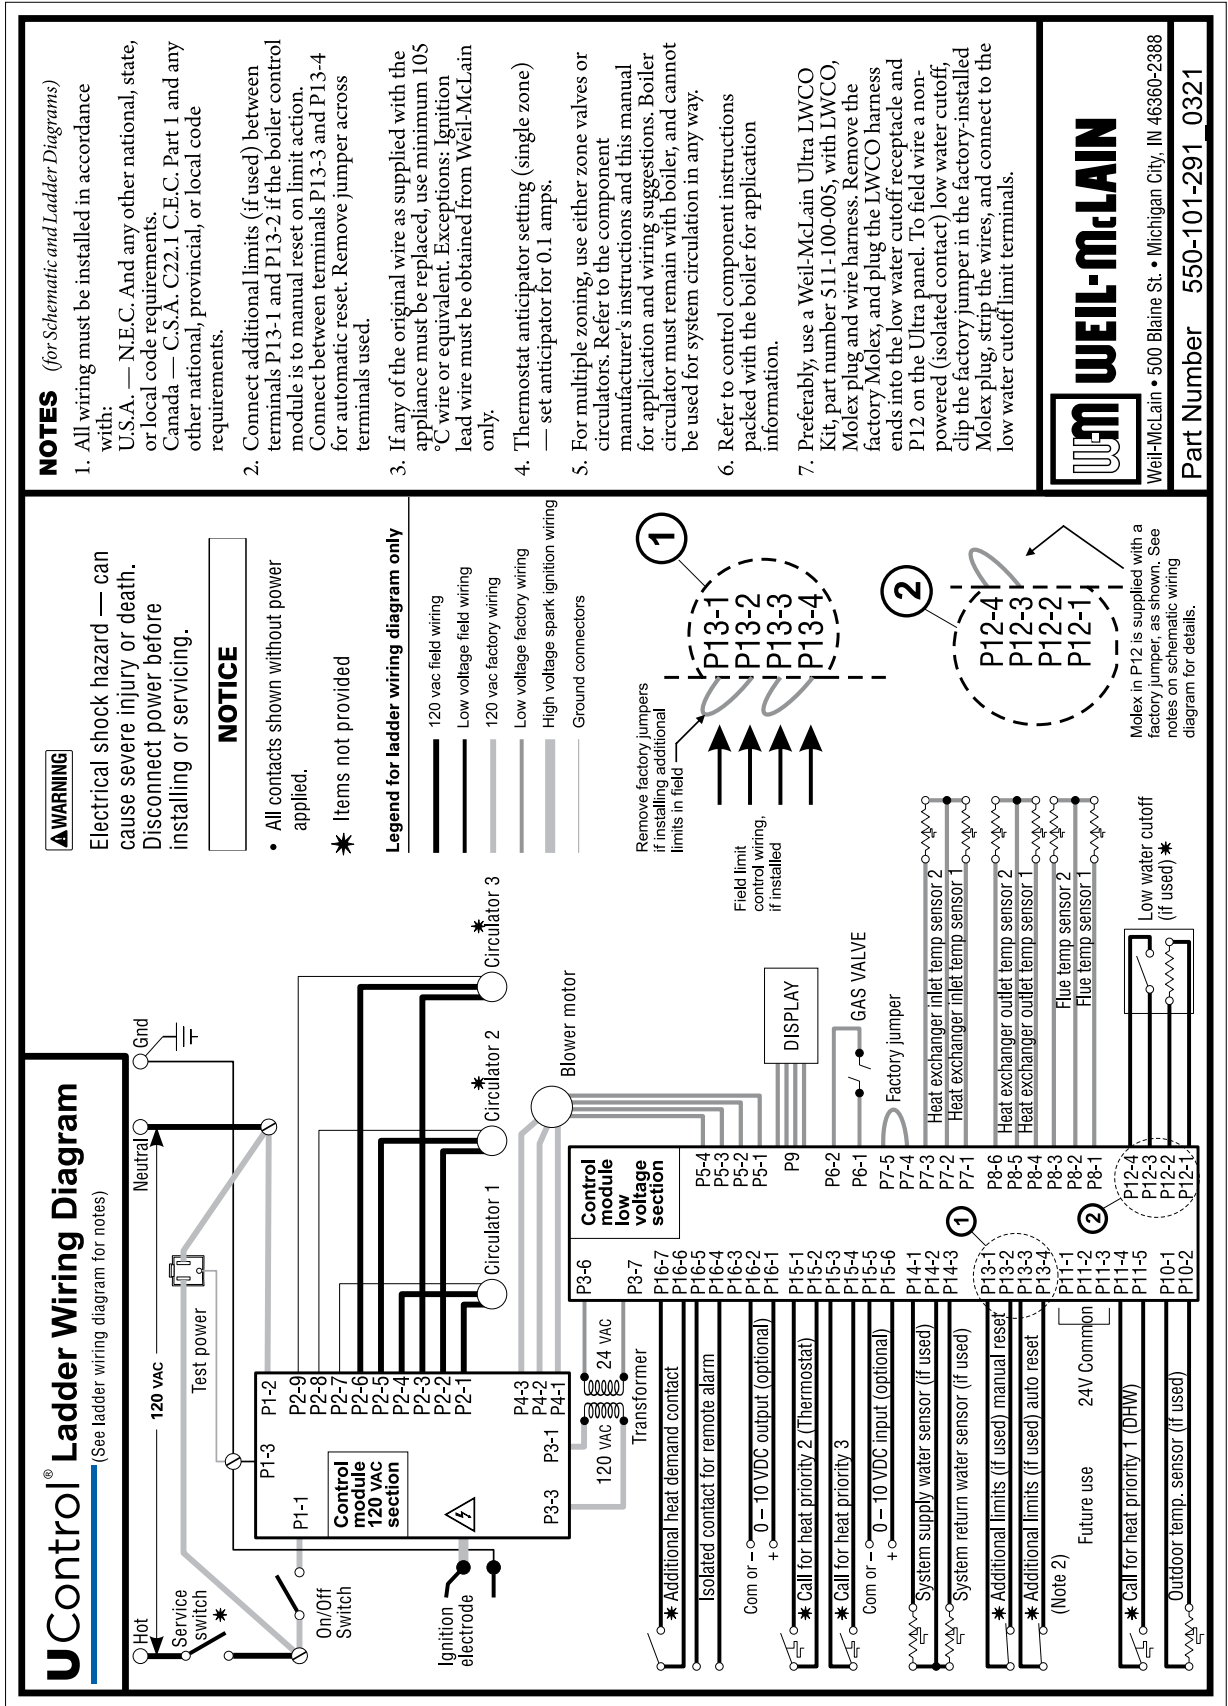 UControl® Ladder Wiring Diagram
(See ladder wiring diagram for notes)
Hot
120 VAC
Neutral
Gnd
Service
switch
✱
Test power
On/Off
Switch
P1-1
P1-3
P1-2
P2-9
P2-8
P2-7
P2-6
P2-5
P2-4
P2-3
P2-2
P2-1
Control
module
120 VAC
section
P4-3
P4-2
P4-1
P3-3
P3-1
Ignition
electrode
Circulator 1
✱
Circulator 2
✱
Circulator 3
Blower motor
120 VAC
24 VAC
Transformer
P3-6
P3-7
Control
module
low
voltage
section
P16-7
P16-6
P16-5
P16-4
P16-3
P16-2
P16-1
P15-1
P15-2
P15-3
P15-4
P15-5
P15-6
P14-1
P14-2
P14-3
P13-1
P13-2
P13-3
P13-4
P11-1
P11-2
P11-3
P11-4
P11-5
P10-1
P10-2
✱ Additional heat demand contact
Isolated contact for remote alarm
Com or –
0 – 10 VDC output (optional)
+
✱ Call for heat priority 2 (Thermostat)
✱ Call for heat priority 3
Com or –
0 – 10 VDC input (optional)
+
System supply water sensor (if used)
System return water sensor (if used)
✱ Additional limits (if used) manual reset
✱ Additional limits (if used) auto reset
(Note 2)
Future use
24V Common
✱ Call for heat priority 1 (DHW)
Outdoor temp. sensor (if used)
1
2
P5-4
P5-3
P5-2
P5-1
P9
P6-2
P6-1
P7-5
P7-4
P7-3
P7-2
P7-1
P8-6
P8-5
P8-4
P8-3
P8-2
P8-1
P12-4
P12-3
P12-2
P12-1
DISPLAY
GAS VALVE
Factory jumper
Heat exchanger inlet temp sensor 2
Heat exchanger inlet temp sensor 1
Heat exchanger outlet temp sensor 2
Heat exchanger outlet temp sensor 1
Flue temp sensor 2
Flue temp sensor 1
Low water cutoff
(if used) ✱
WARNING
Electrical shock hazard — can
cause severe injury or death.
Disconnect power before
installing or servicing.
NOTICE
• All contacts shown without power
applied.
✱ Items not provided
Legend for ladder wiring diagram only
120 vac field wiring
Low voltage field wiring
120 vac factory wiring
Low voltage factory wiring
High voltage spark ignition wiring
Ground connectors
Remove factory jumpers
if installing additional
limits in field
Field limit
control wiring,
if installed
1
P13-1
P13-2
P13-3
P13-4
2
P12-4
P12-3
P12-2
P12-1
Molex in P12 is supplied with a
factory jumper, as shown. See
notes on schematic wiring
diagram for details.
NOTES (for Schematic and Ladder Diagrams)
1. All wiring must be installed in accordance
with:
U.S.A. — N.E.C. And any other national, state,
or local code requirements.
Canada — C.S.A. C22.1 C.E.C. Part 1 and any
other national, provincial, or local code
requirements.
2. Connect additional limits (if used) between
terminals P13-1 and P13-2 if the boiler control
module is to manual reset on limit action.
Connect between terminals P13-3 and P13-4
for automatic reset. Remove jumper across
terminals used.
3. If any of the original wire as supplied with the
appliance must be replaced, use minimum 105
°C wire or equivalent. Exceptions: Ignition
lead wire must be obtained from Weil-McLain
only.
4. Thermostat anticipator setting (single zone)
— set anticipator for 0.1 amps.
5. For multiple zoning, use either zone valves or
circulators. Refer to the component
manufacturer's instructions and this manual
for application and wiring suggestions. Boiler
circulator must remain with boiler, and cannot
be used for system circulation in any way.
6. Refer to control component instructions
packed with the boiler for application
information.
7. Preferably, use a Weil-McLain Ultra LWCO
Kit, part number 511-100-005, with LWCO,
Molex plug and wire harness. Remove the
factory Molex, and plug the LWCO harness
ends into the low water cutoff receptacle and
P12 on the Ultra panel. To field wire a non-
powered (isolated contact) low water cutoff,
clip the factory jumper in the factory-installed
Molex plug, strip the wires, and connect to the
low water cutoff limit terminals.
W-M WEIL-McLAIN
Weil-McLain • 500 Blaine St. • Michigan City, IN 46360-2388
Part Number 550-101-291_0321